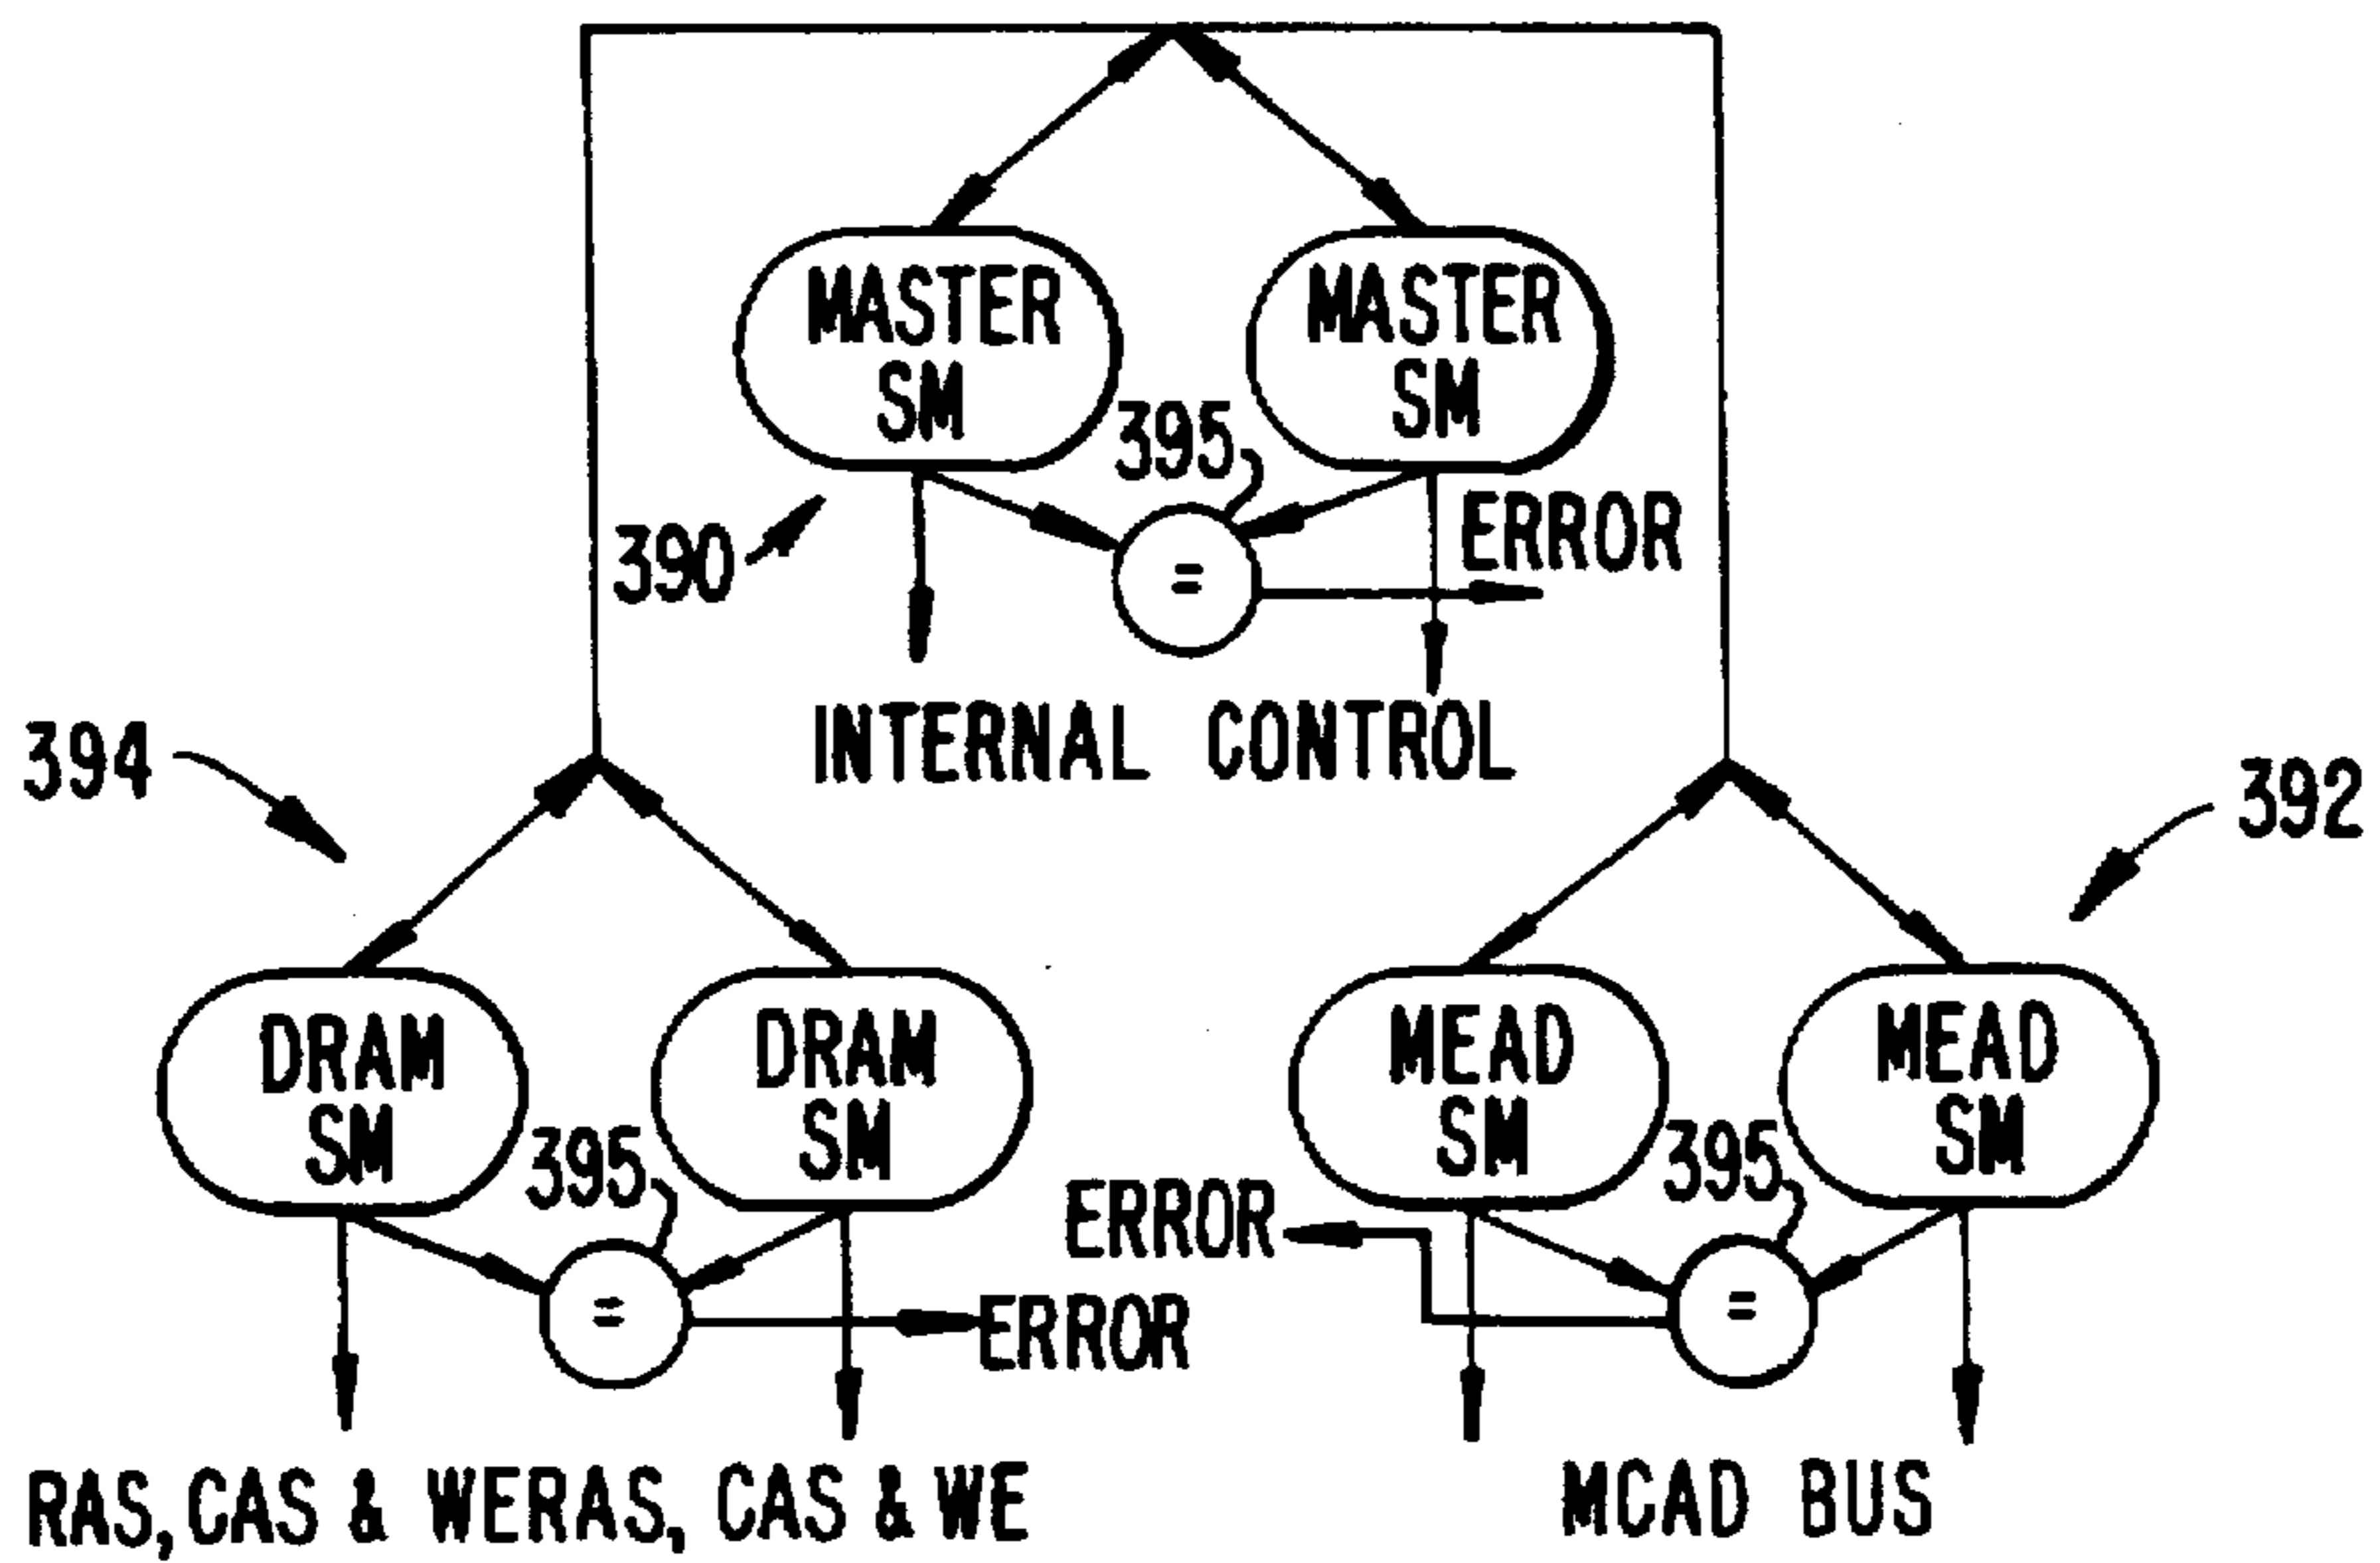 MASTER
SM
MASTER
SM
395
390
=
ERROR
INTERNAL CONTROL
394
392
DRAM
SM
DRAM
SM
395
=
ERROR
MEAD
SM
MEAD
SM
395
ERROR
=
RAS, CAS & WERAS, CAS & WE
MCAD BUS